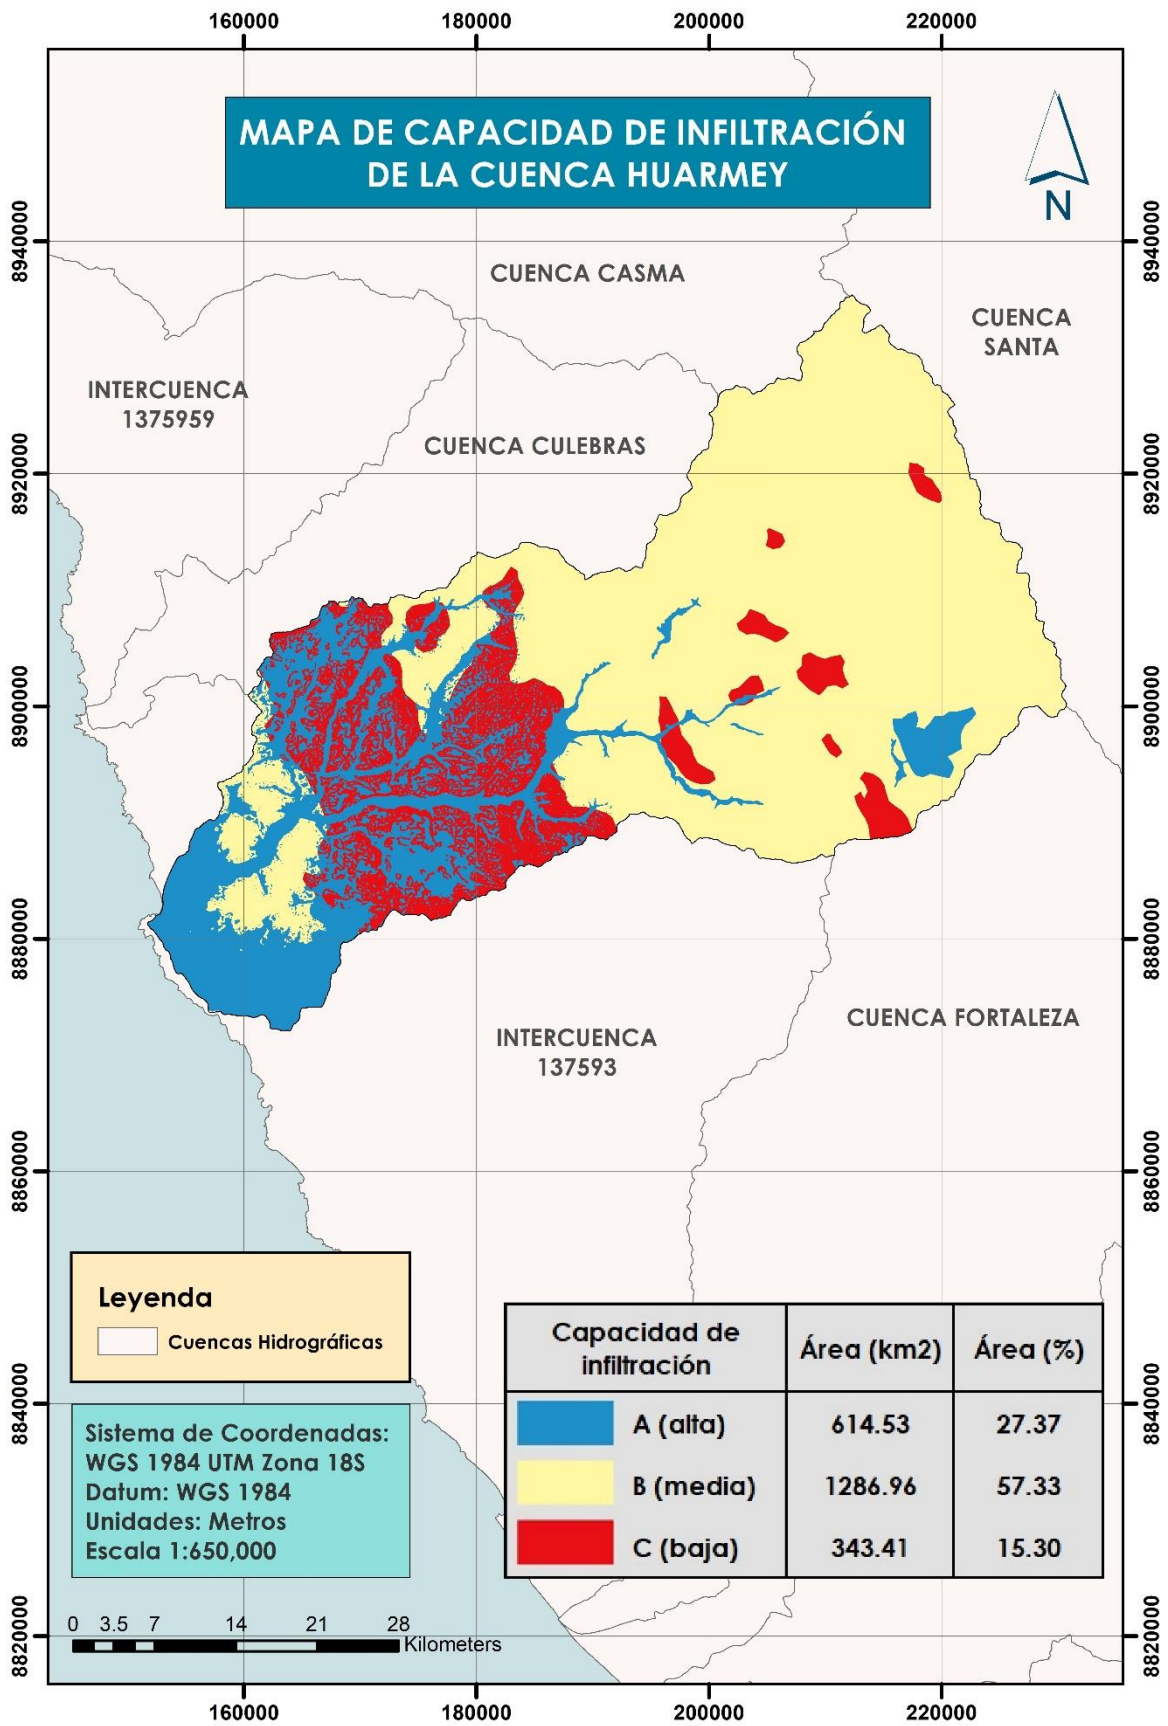 160000
180000
200000
220000
MAPA DE CAPACIDAD DE INFILTRACIÓN
DE LA CUENCA HUARMEY
N
8940000
8940000
CUENCA CASMA
CUENCA
SANTA
INTERCUENCA
1375959
CUENCA CULEBRAS
8920000
8920000
8900000
8900000
8880000
8880000
INTERCUENCA
137593
CUENCA FORTALEZA
8860000
8860000
Leyenda
Cuencas Hidrográficas
8840000
8840000
Sistema de Coordenadas:
WGS 1984 UTM Zona 18S
Datum: WGS 1984
Unidades: Metros
Escala 1:650,000
Capacidad de
infiltración
Área (km2)
Área (%)
A (alta) 614.53 27.37
B (media) 1286.96 57.33
C (baja) 343.41 15.30
0 3.5 7 14 21 28
Kilometers
8820000
8820000
160000
180000
200000
220000